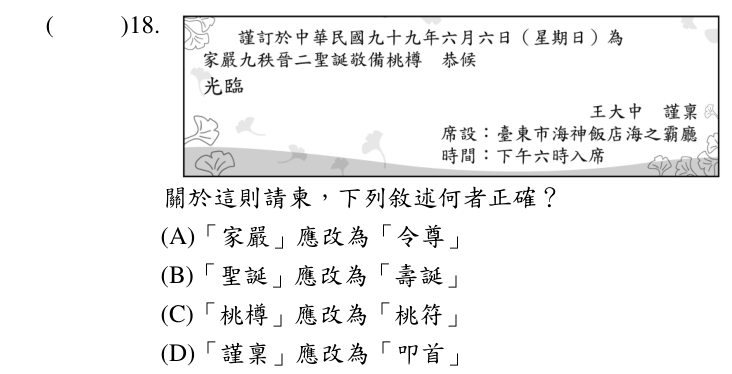 ( )18.
謹訂於中華民國九十九年六月六日（星期日）為
家嚴九秩晉二聖誕敬備桃樽　恭候
光臨
王大中　謹稟
席設：臺東市海神飯店海之霸廳
時間：下午六時入席
關於這則請柬，下列敘述何者正確？
(A)「家嚴」應改為「令尊」
(B)「聖誕」應改為「壽誕」
(C)「桃樽」應改為「桃符」
(D)「謹稟」應改為「叩首」